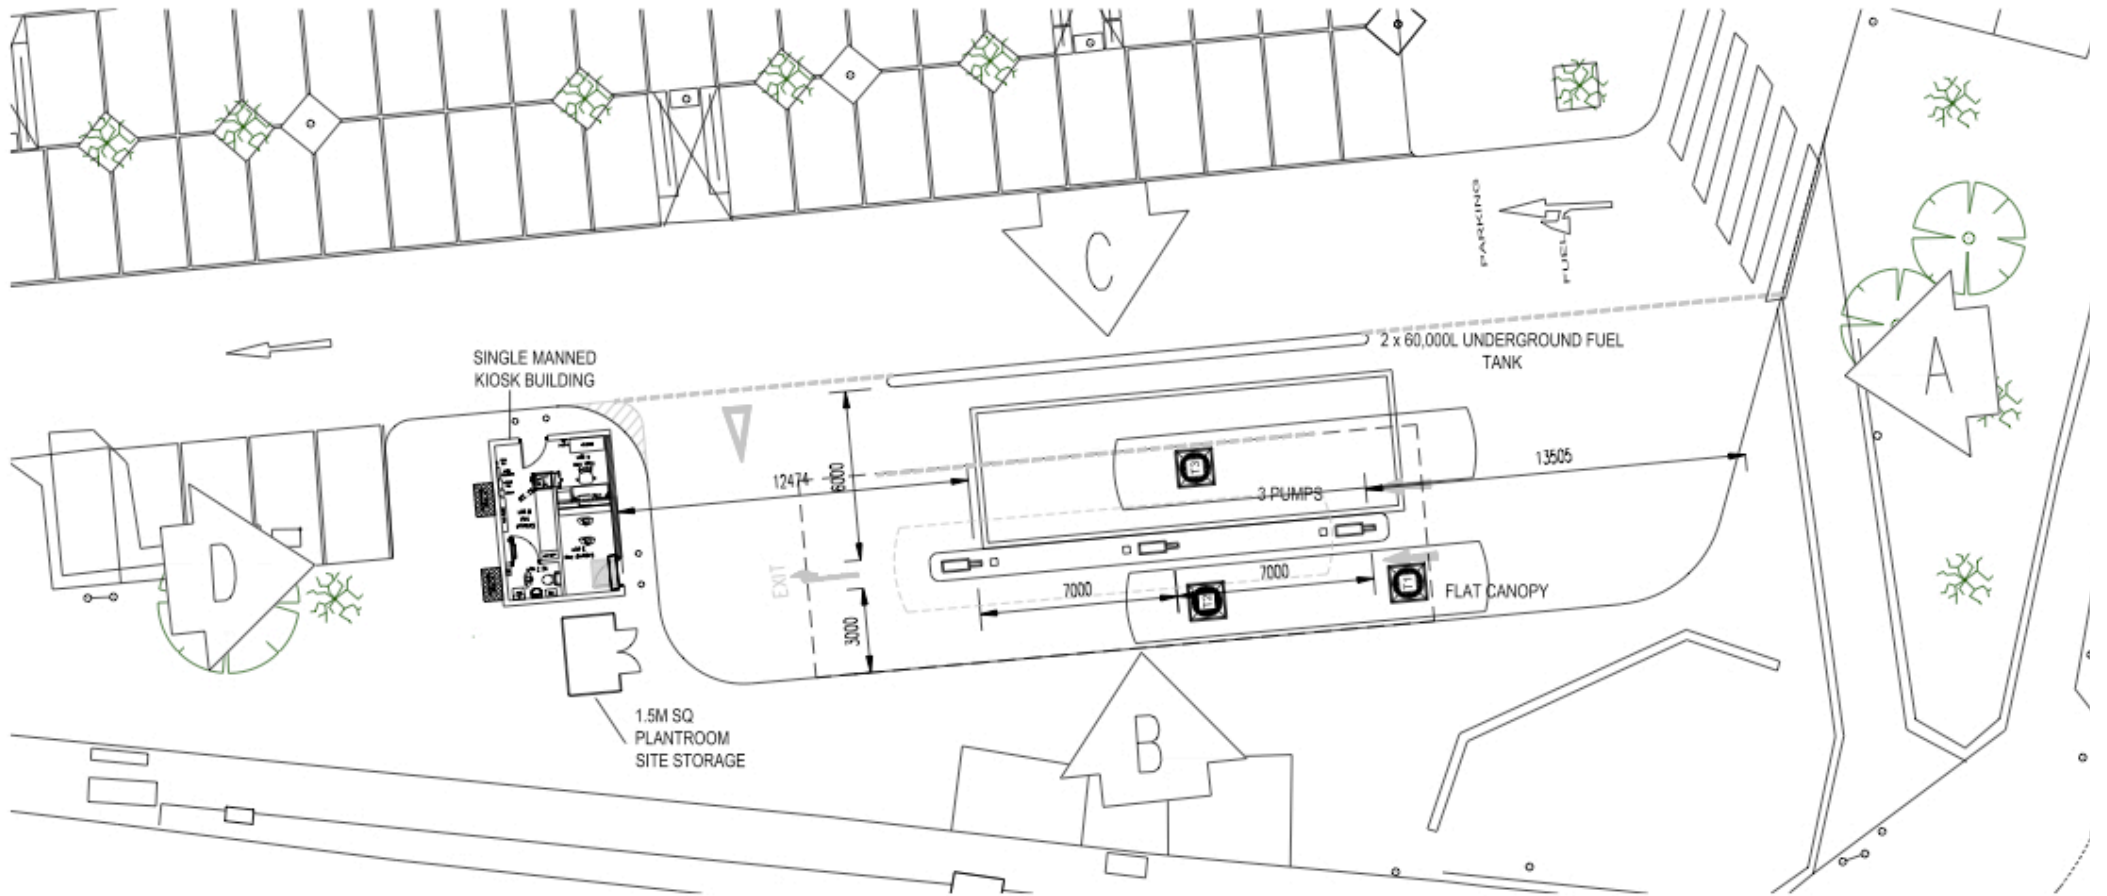 C
PARKING
FUEL
A
2 x 60,000L UNDERGROUND FUEL
TANK
SINGLE MANNED
KIOSK BUILDING
12474
6000
13505
T3
3 PUMPS
D
EXIT
7000
7000
T1
T2
FLAT CANOPY
3000
1.5M SQ
PLANTROOM
SITE STORAGE
B